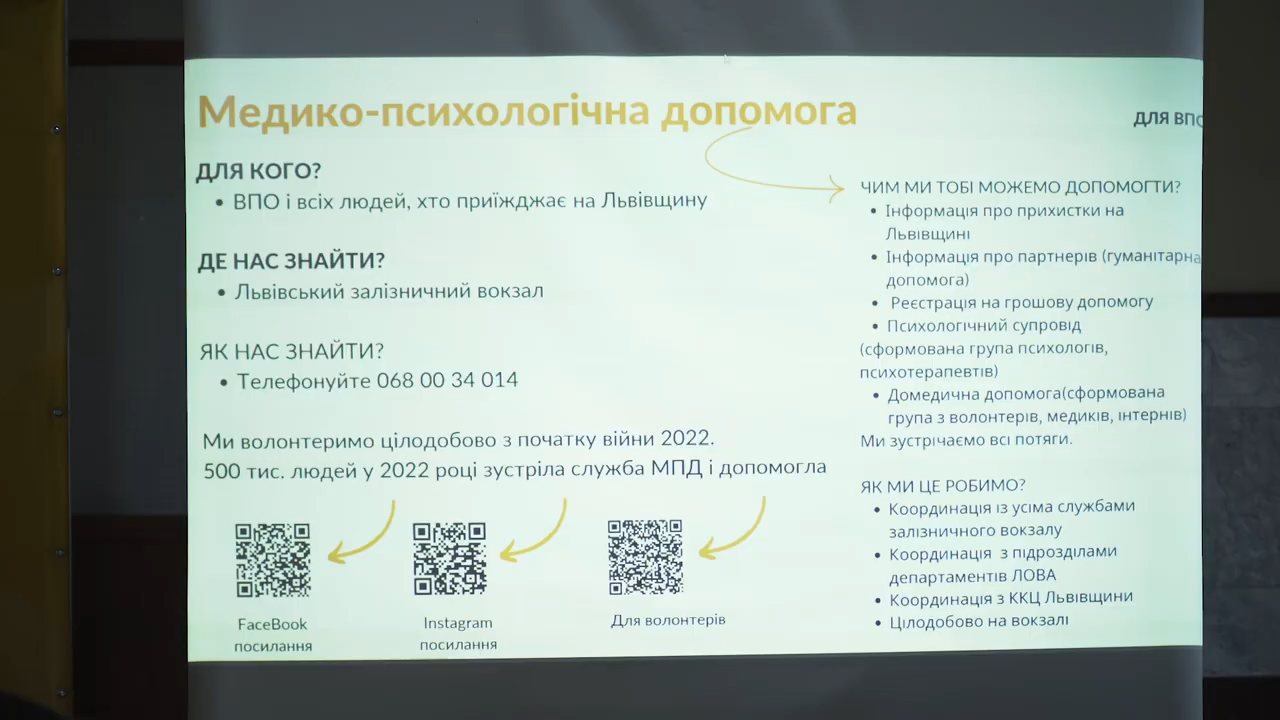 Медико-психологічна допомога
ДЛЯ КОГО?
• ВПО і всіх людей, хто приїжджає на Львівщину
ДЕ НАС ЗНАЙТИ?
• Львівський залізничний вокзал
ЯК НАС ЗНАЙТИ?
• Телефонуйте 068 00 34 014
Ми волонтеримо цілодобово з початку війни 2022.
500 тис. людей у 2022 році зустріла служба МПД і допомогла
FaceBook
посилання
Instagram
посилання
Для волонтерів
ДЛЯ ВПО
ЧИМ МИ ТОБІ МОЖЕМО ДОПОМОГТИ?
• Інформація про прихистки на
Львівщині
• Інформація про партнерів (гуманітарна
допомога)
• Реєстрація на грошову допомогу
• Психологічний супровід
(сформована група психологів,
психотерапевтів)
• Домедична допомога(сформована
група з волонтерів, медиків, інтернів)
Ми зустрічаємо всі потяги.
ЯК МИ ЦЕ РОБИМО?
• Координація із усіма службами
залізничного вокзалу
• Координація з підрозділами
департаментів ЛОВА
• Координація з ККЦ Львівщини
• Цілодобово на вокзалі